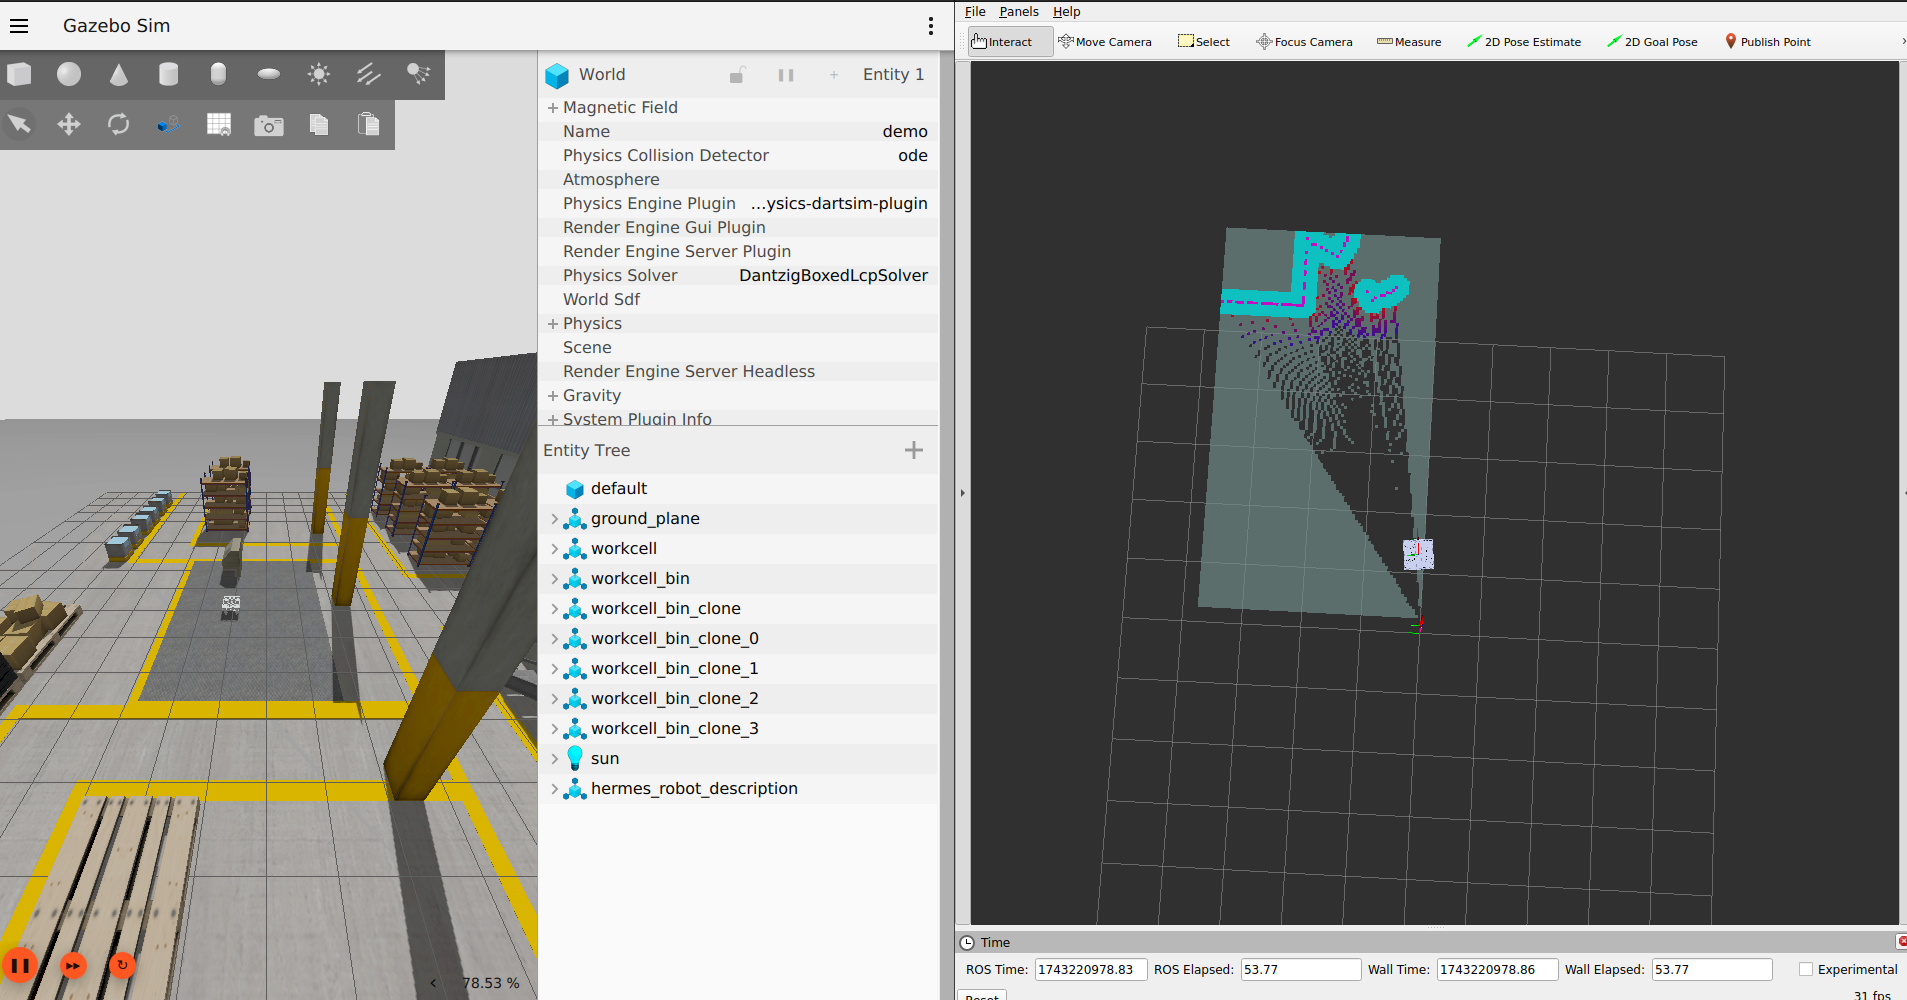 Gazebo Sim
World
Entity 1
Magnetic Field
Name demo
Physics Collision Detector ode
Atmosphere
Physics Engine Plugin ...ysics-dartsim-plugin
Render Engine Gui Plugin
Render Engine Server Plugin
Physics Solver DantzigBoxedLcpSolver
World Sdf
Physics
Scene
Render Engine Server Headless
Gravity
System Plugin Info
Entity Tree
default
ground_plane
workcell
workcell_bin
workcell_bin_clone
workcell_bin_clone_0
workcell_bin_clone_1
workcell_bin_clone_2
workcell_bin_clone_3
sun
hermes_robot_description
78.53 %
File Panels Help
Interact Move Camera Select Focus Camera Measure 2D Pose Estimate 2D Goal Pose Publish Point
Time
ROS Time: 1743220978.83 ROS Elapsed: 53.77 Wall Time: 1743220978.86 Wall Elapsed: 53.77 Experimental
Reset
31 fps